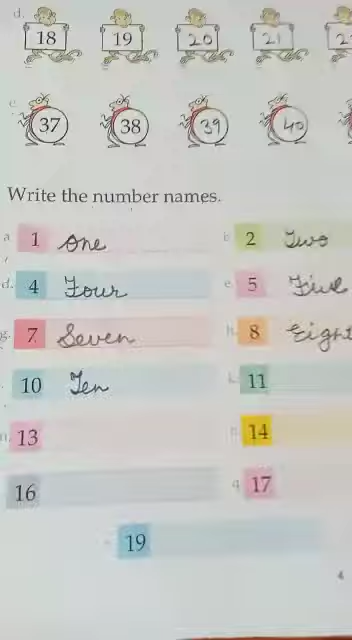 d. 18 19 20 21
e. 37 38 39 40
Write the number names.
a 1 One b 2 Two
d. 4 Four e. 5 Five
g. 7 Seven h. 8 Eight
10 Ten k. 11
13 14
16 q 17
19
4